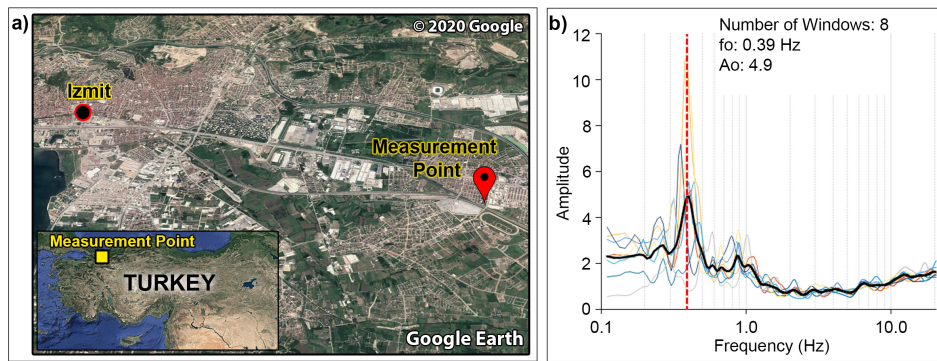 a)
© 2020 Google
Izmit
Measurement
Point
Measurement Point
TURKEY
Google Earth
b)
Number of Windows: 8
fo: 0.39 Hz
Ao: 4.9
12
10
8
6
4
2
0
Amplitude
0.1
1.0
10.0
Frequency (Hz)